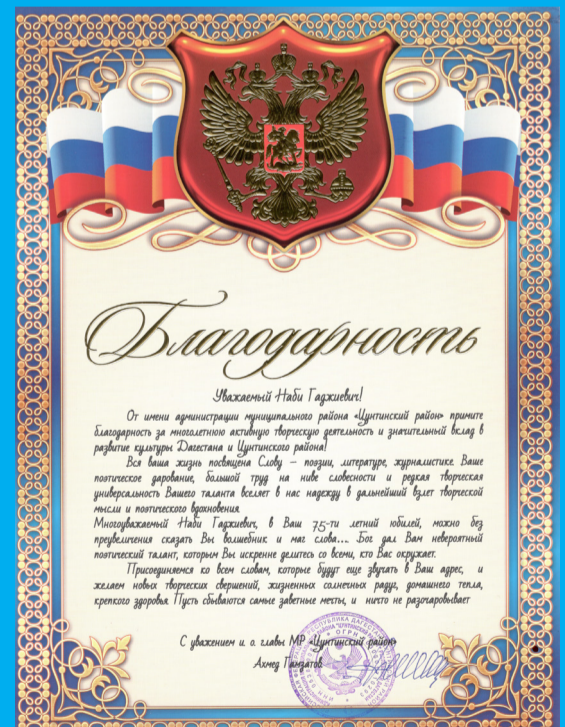 Благодарность
Уважаемый Наби Гаджиевич!
От имени администрации муниципального района «Цунтинский район» примите
благодарность за многолетнюю активную творческую деятельность и значительный вклад в
развитие культуры Дагестана и Цунтинского района!
Вся ваша жизнь посвящена Слову – поэзии, литературе, журналистике. Ваше
поэтическое дарование, большой труд на ниве словесности и редкая творческая
универсальность Вашего таланта вселяет в нас надежду в дальнейший взлет творческой
мысли и поэтического вдохновения.
Многоуважаемый Наби Гаджиевич, в Ваш 75-ти летний юбилей, можно без
преувеличения сказать Вы волшебник и маг слова.... Бог дал Вам невероятный
поэтический талант, которым Вы искренне делитесь со всеми, кто Вас окружает.
Присоединяемся ко всем словам, которые будут еще звучать в Ваш адрес, и
желаем новых творческих свершений, жизненных солнечных радуг, домашнего тепла,
крепкого здоровья. Пусть сбываются самые заветные мечты, и ничто не разочаровывает
С уважением и. о. главы МР «Цунтинский район»
Ахмед Гамзатов